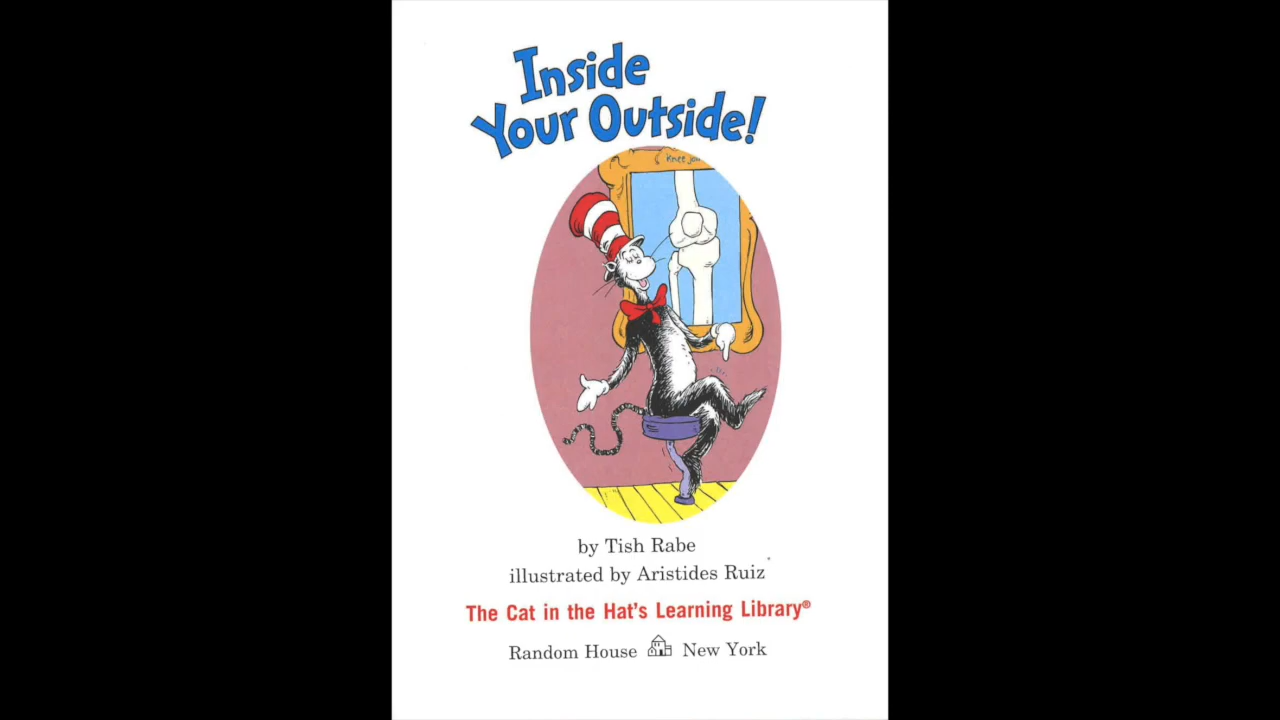 Inside
Your Outside!
Knee
by Tish Rabe
illustrated by Aristides Ruiz
The Cat in the Hat's Learning Library®
Random House New York